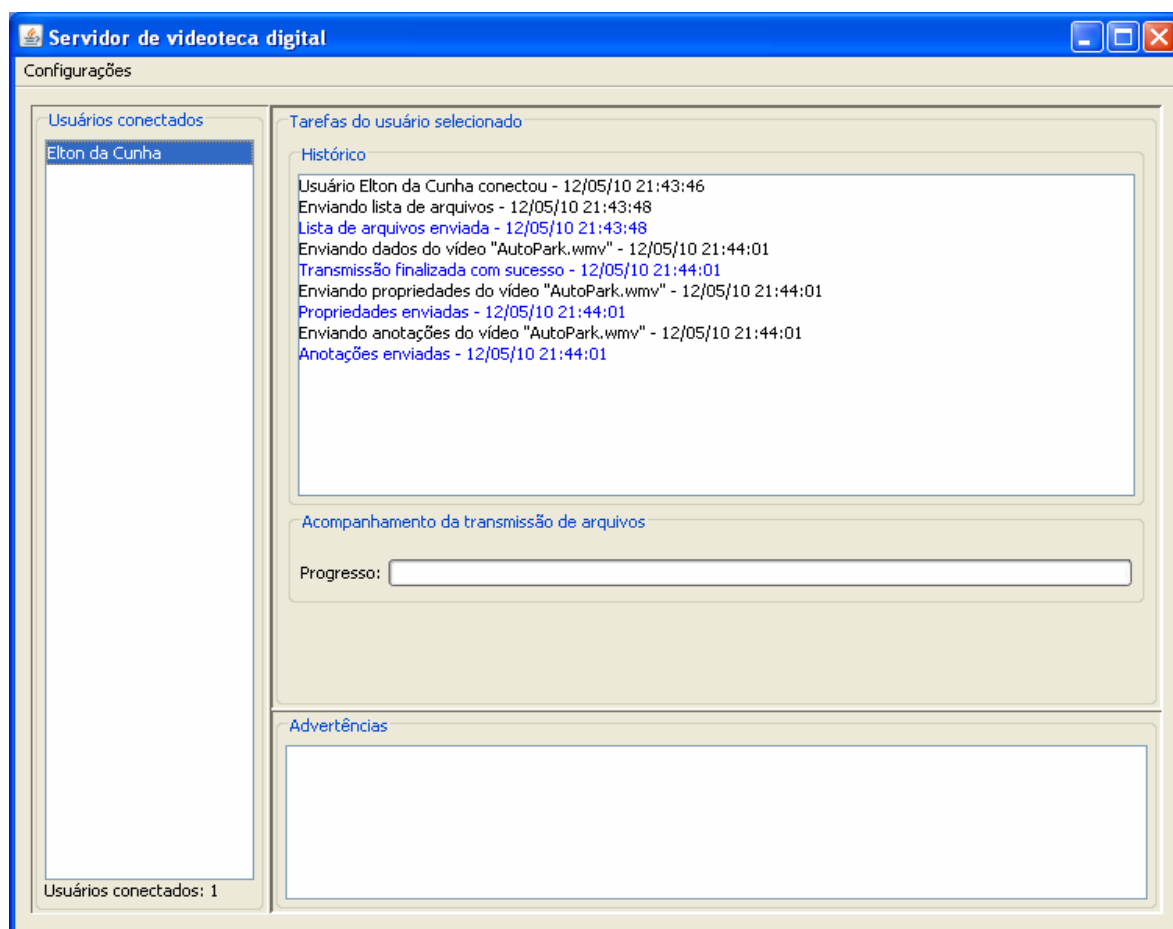 Servidor de videoteca digital
Configurações
Usuários conectados
Elton da Cunha
Usuários conectados: 1
Tarefas do usuário selecionado
Histórico
Usuário Elton da Cunha conectou - 12/05/10 21:43:46
Enviando lista de arquivos - 12/05/10 21:43:48
Lista de arquivos enviada - 12/05/10 21:43:48
Enviando dados do vídeo "AutoPark.wmv" - 12/05/10 21:44:01
Transmissão finalizada com sucesso - 12/05/10 21:44:01
Enviando propriedades do vídeo "AutoPark.wmv" - 12/05/10 21:44:01
Propriedades enviadas - 12/05/10 21:44:01
Enviando anotações do vídeo "AutoPark.wmv" - 12/05/10 21:44:01
Anotações enviadas - 12/05/10 21:44:01
Acompanhamento da transmissão de arquivos
Progresso:
Advertências